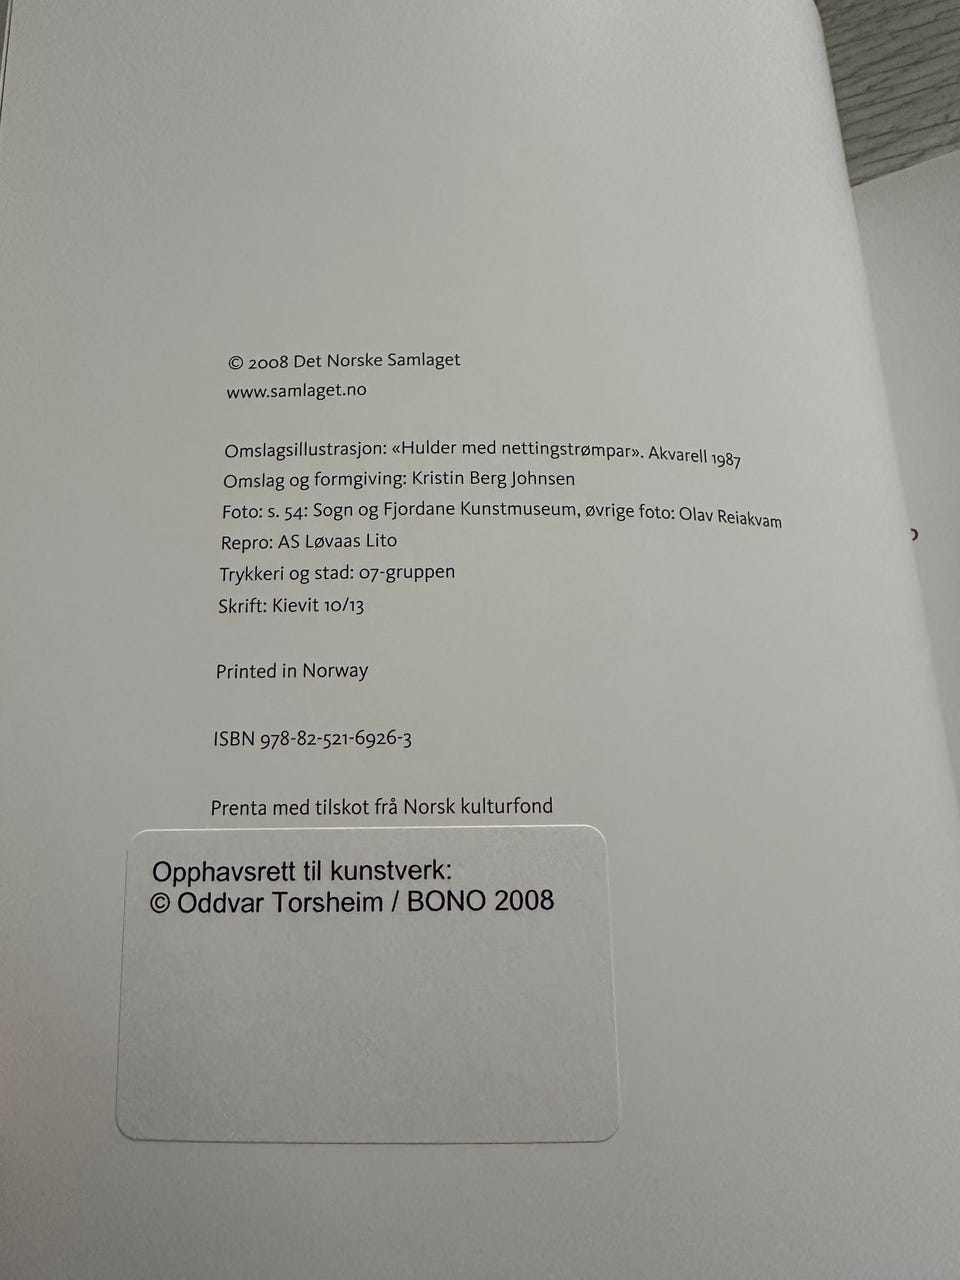 © 2008 Det Norske Samlaget
www.samlaget.no
Omslagsillustrasjon: «Hulder med nettingstrømpar». Akvarell 1987
Omslag og formgiving: Kristin Berg Johnsen
Foto: s. 54: Sogn og Fjordane Kunstmuseum, øvrige foto: Olav Reiakvam
Repro: AS Løvaas Lito
Trykkeri og stad: 07-gruppen
Skrift: Kievit 10/13
Printed in Norway
ISBN 978-82-521-6926-3
Prenta med tilskot frå Norsk kulturfond
Opphavsrett til kunstverk:
© Oddvar Torsheim / BONO 2008